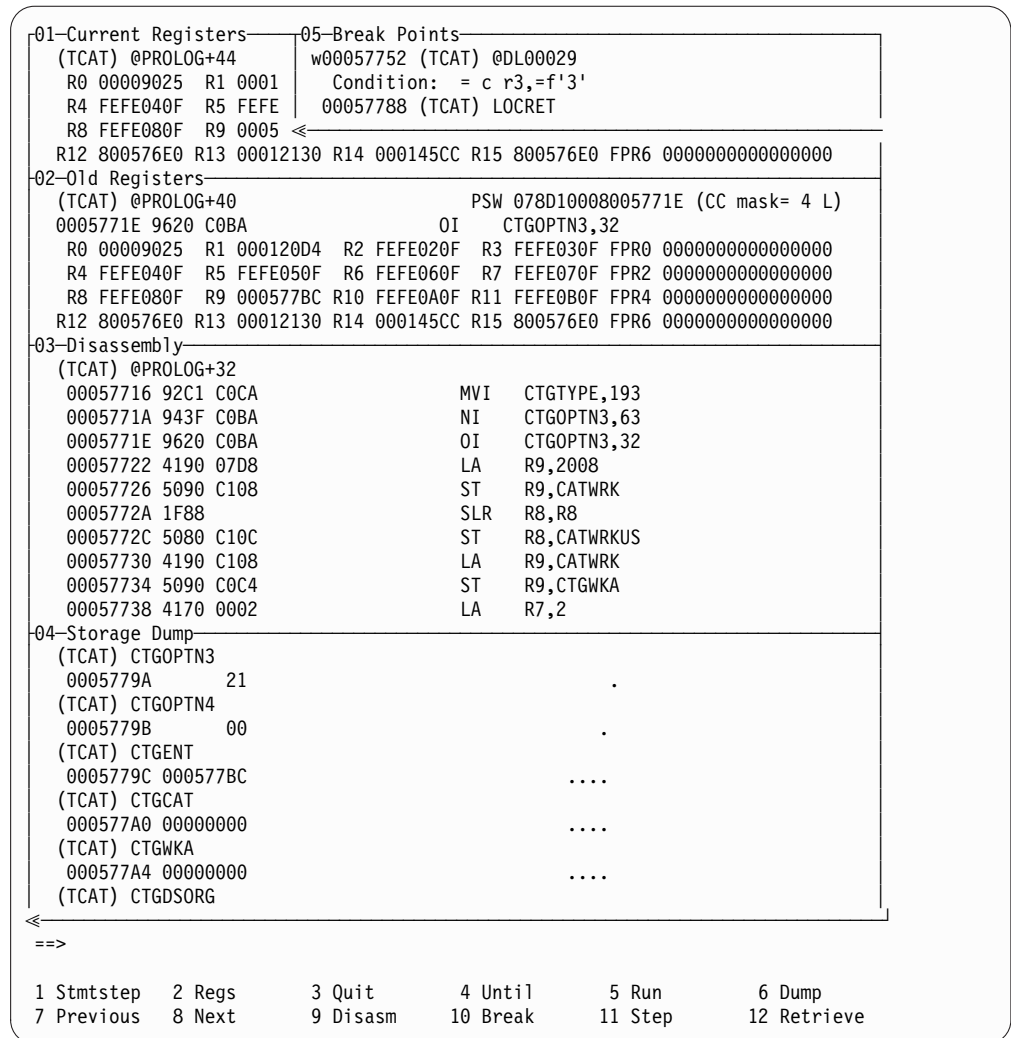 01 Current Registers 05 Break Points
(TCAT) @PROLOG+44 w00057752 (TCAT) @DL00029
R0 00009025 R1 0001 Condition: = c r3,=f'3'
R4 FEFE040F R5 FEFE 00057788 (TCAT) LOCRET
R8 FEFE080F R9 0005 ≪
R12 800576E0 R13 00012130 R14 000145CC R15 800576E0 FPR6 0000000000000000
02 Old Registers
(TCAT) @PROLOG+40 PSW 078D10008005771E (CC mask= 4 L)
0005771E 9620 C0BA OI CTGOPTN3,32
R0 00009025 R1 000120D4 R2 FEFE020F R3 FEFE030F FPR0 0000000000000000
R4 FEFE040F R5 FEFE050F R6 FEFE060F R7 FEFE070F FPR2 0000000000000000
R8 FEFE080F R9 000577BC R10 FEFE0A0F R11 FEFE0B0F FPR4 0000000000000000
R12 800576E0 R13 00012130 R14 000145CC R15 800576E0 FPR6 0000000000000000
03 Disassembly
(TCAT) @PROLOG+32
00057716 92C1 C0CA MVI CTGTYPE,193
0005771A 943F C0BA NI CTGOPTN3,63
0005771E 9620 C0BA OI CTGOPTN3,32
00057722 4190 07D8 LA R9,2008
00057726 5090 C108 ST R9,CATWRK
0005772A 1F88 SLR R8,R8
0005772C 5080 C10C ST R8,CATWRKUS
00057730 4190 C108 LA R9,CATWRK
00057734 5090 C0C4 ST R9,CTGWKA
00057738 4170 0002 LA R7,2
04 Storage Dump
(TCAT) CTGOPTN3
0005779A 21 .
(TCAT) CTGOPTN4
0005779B 00 .
(TCAT) CTGENT
0005779C 000577BC ....
(TCAT) CTGCAT
000577A0 00000000 ....
(TCAT) CTGWKA
000577A4 00000000 ....
(TCAT) CTGDSORG
≪
==>
1 Stmtstep 2 Regs 3 Quit 4 Until 5 Run 6 Dump
7 Previous 8 Next 9 Disasm 10 Break 11 Step 12 Retrieve